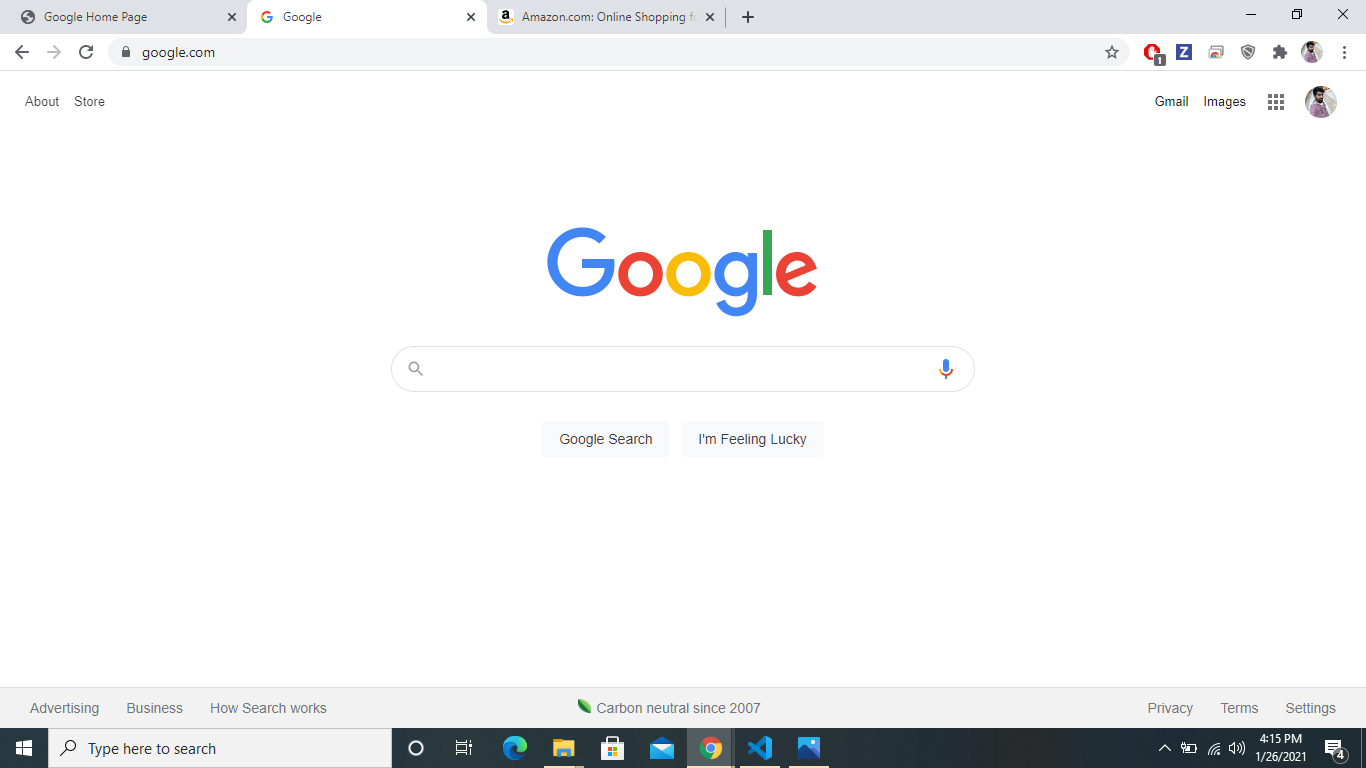 Google Home Page
Google
Amazon.com: Online Shopping
google.com
1
Z
About Store
Gmail Images
Google
Google Search I'm Feeling Lucky
Advertising Business How Search works
Carbon neutral since 2007
Privacy Terms Settings
Type here to search
4:15 PM
1/26/2021
4